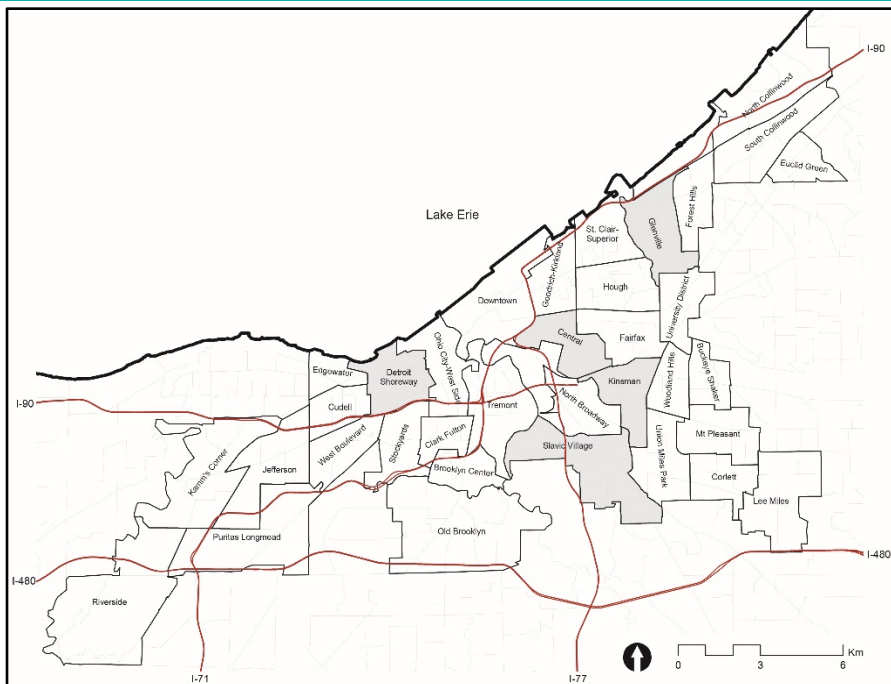 I-90
North Collinwood
South Collinwood
Euclid Green
Lake Erie
Forest Hills
Glenville
St. Clair-
Superior
Goodrich-Kirkland
Hough
Downtown
University District
Ohio City-West Side
Central
Fairfax
Buckeye Shaker
Woodland Hills
Edgewater
Detroit
Shoreway
Kinsman
I-90
Cudell
Tremont
North Broadway
West Boulevard
Stockyards
Clark Fulton
Mt Pleasant
Slavic Village
Union Miles Park
Kamm's Corner
Jefferson
Brooklyn Center
Corlett
Lee Miles
Puritas Longmead
Old Brooklyn
I-480
I-480
Riverside
Km
0 3 6
I-71
I-77